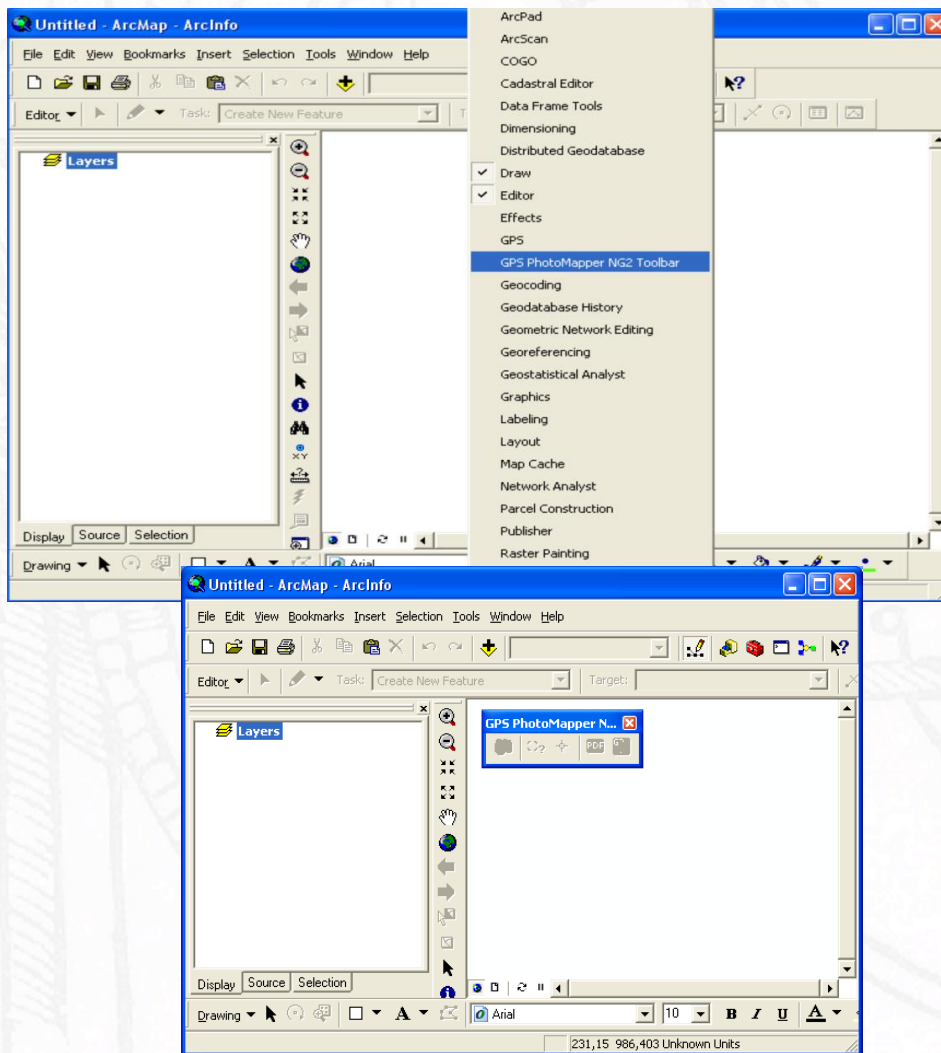 Untitled - ArcMap - ArcInfo
File Edit View Bookmarks Insert Selection Tools Window Help
Editor Task: Create New Feature T
Layers
XY
Display Source Selection
Drawing A Arial
ArcPad
ArcScan
COGO
Cadastral Editor
Data Frame Tools
Dimensioning
Distributed Geodatabase
Draw
Editor
Effects
GPS
GPS PhotoMapper NG2 Toolbar
Geocoding
Geodatabase History
Geometric Network Editing
Georeferencing
Geostatistical Analyst
Graphics
Labeling
Layout
Map Cache
Network Analyst
Parcel Construction
Publisher
Raster Painting
Untitled - ArcMap - ArcInfo
File Edit View Bookmarks Insert Selection Tools Window Help
Editor Task: Create New Feature Target:
Layers
GPS PhotoMapper N...
PDF
Display Source Selection
Drawing A Arial 10 B I U A
231,15 986,403 Unknown Units